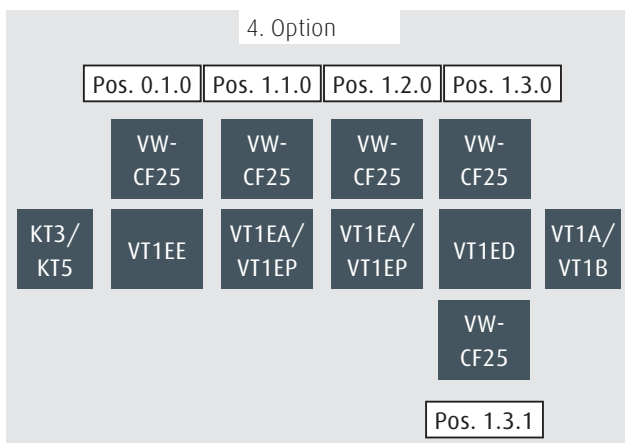 4. Option
Pos. 0.1.0 Pos. 1.1.0 Pos. 1.2.0 Pos. 1.3.0
VW- VW- VW- VW-
CF25 CF25 CF25 CF25
KT3/ VT1EE VT1EA/ VT1EA/ VT1ED VT1A/
KT5 VT1EP VT1EP VT1B
VW-
CF25
Pos. 1.3.1